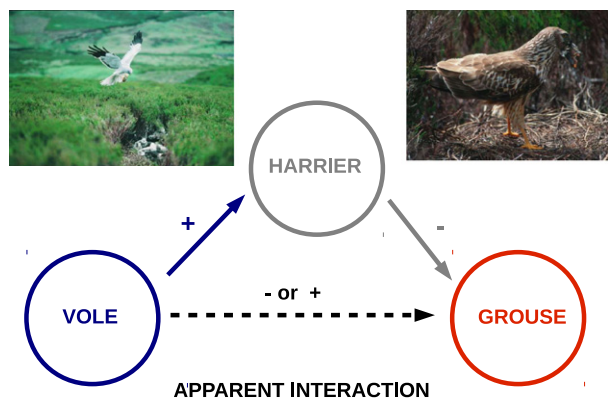 HARRIER
+
-
- or +
VOLE
GROUSE
APPARENT INTERACTION